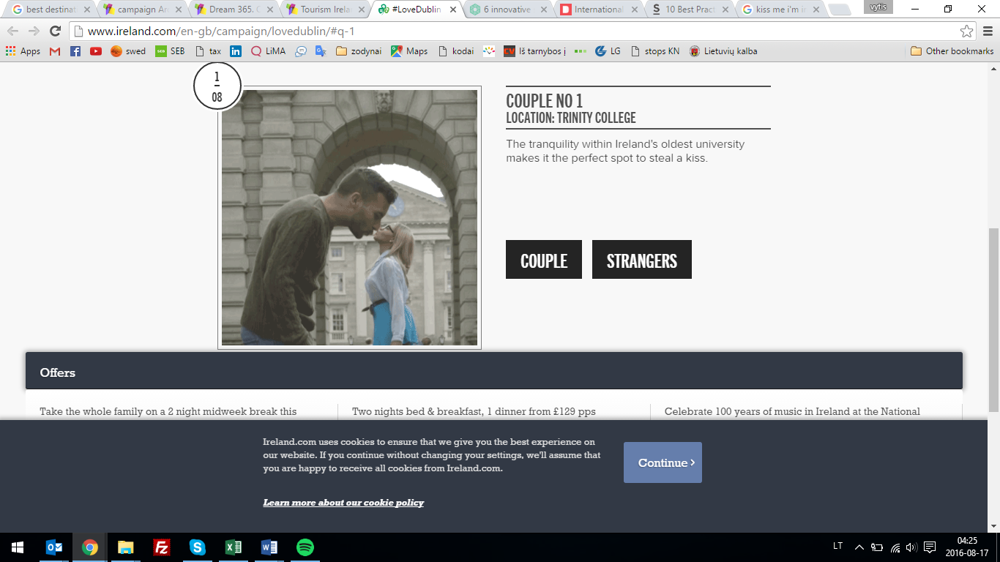 best destinat
campaign Ar
Dream 365. C
Tourism Irela
#LoveDublin
6 innovative
International
10 Best Pract
kiss me i'm ir
vytis
www.ireland.com/en-gb/campaign/lovedublin/#q-1
Apps
swed
SEB
tax
LiMA
zodynai
Maps
kodai
Iš tarnybos į
LG
stops KN
Lietuvių kalba
Other bookmarks
1
08
COUPLE NO 1
LOCATION: TRINITY COLLEGE
The tranquility within Ireland's oldest university
makes it the perfect spot to steal a kiss.
COUPLE
STRANGERS
Offers
Take the whole family on a 2 night midweek break this
Two nights bed & breakfast, 1 dinner from £129 pps
Celebrate 100 years of music in Ireland at the National
Ireland.com uses cookies to ensure that we give you the best experience on
our website. If you continue without changing your settings, we'll assume that
you are happy to receive all cookies from Ireland.com.
Continue >
Learn more about our cookie policy
LT
04:25
2016-08-17